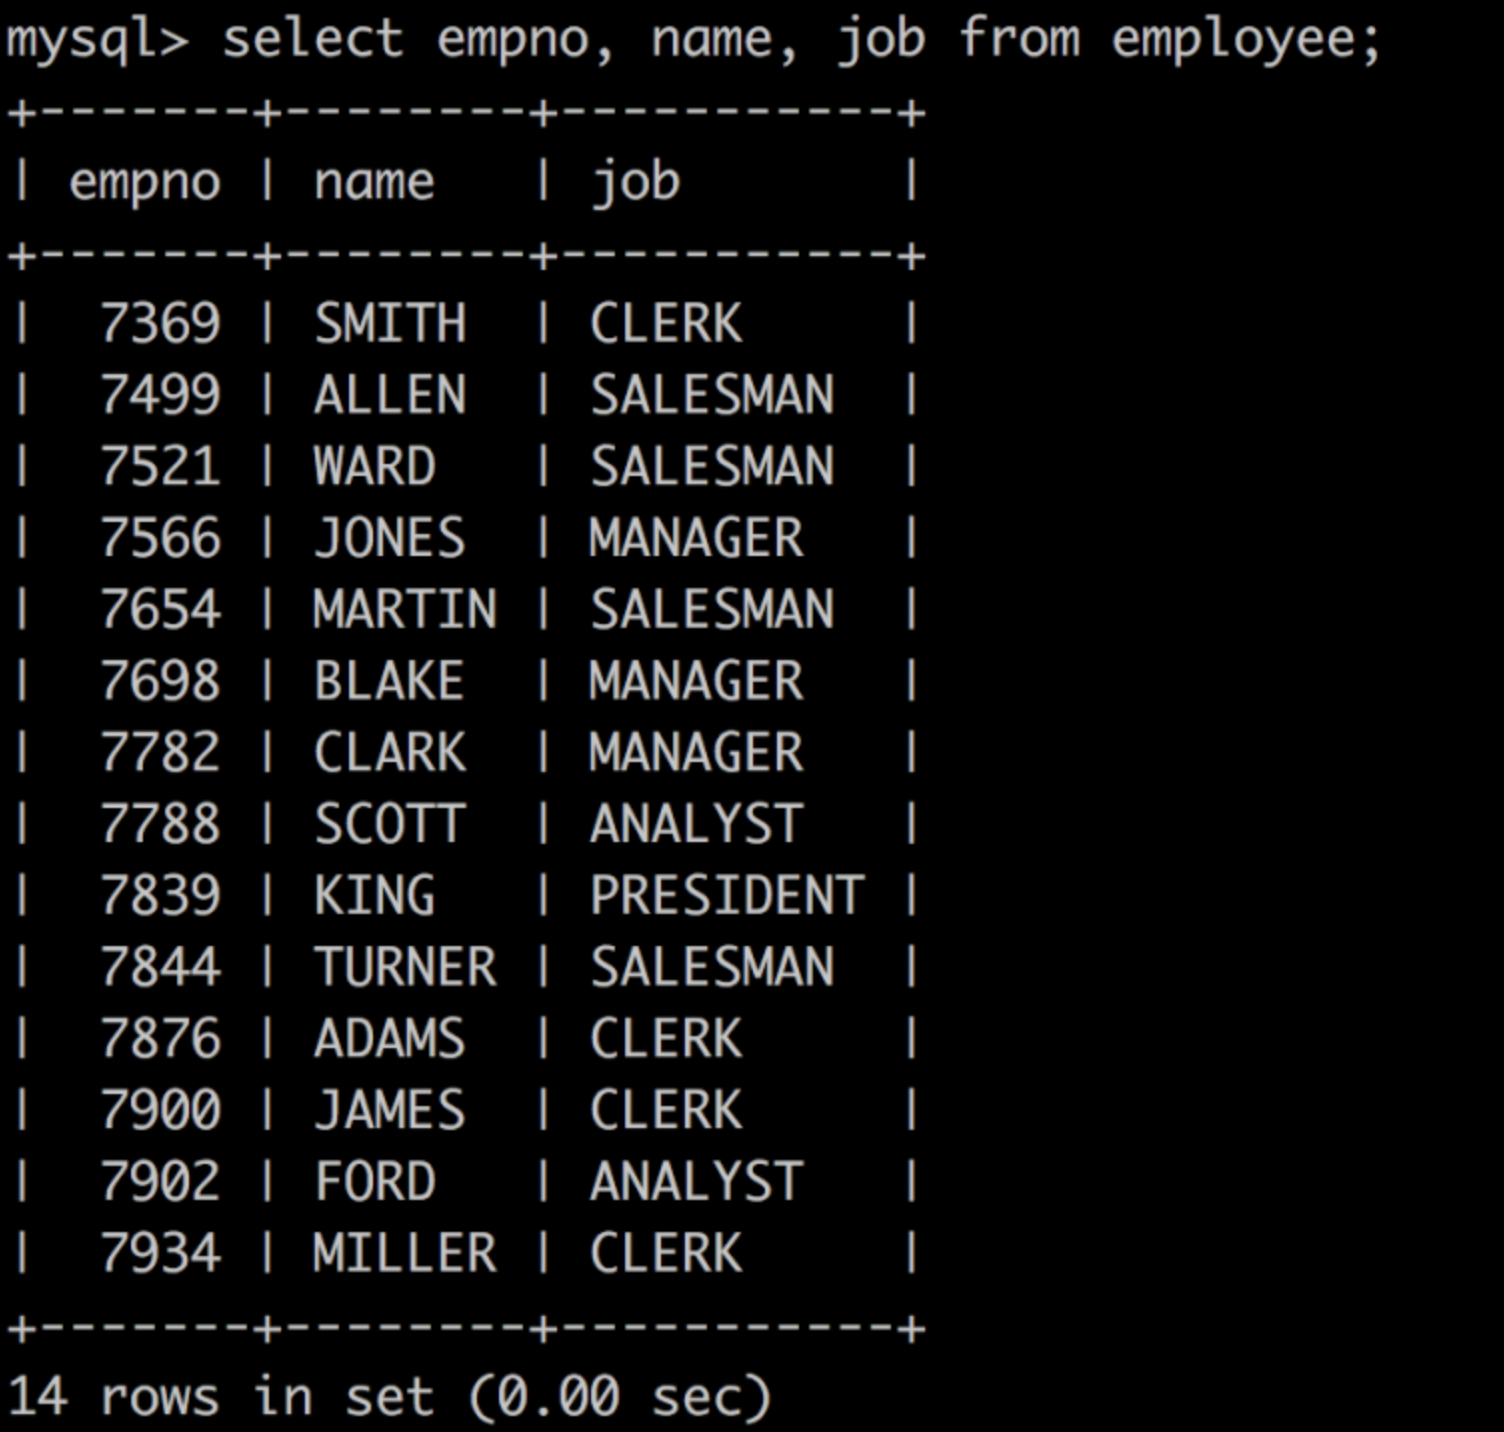 mysql> select empno, name, job from employee;
+-------+--------+-----------+
| empno | name   | job       |
+-------+--------+-----------+
|  7369 | SMITH  | CLERK     |
|  7499 | ALLEN  | SALESMAN  |
|  7521 | WARD   | SALESMAN  |
|  7566 | JONES  | MANAGER   |
|  7654 | MARTIN | SALESMAN  |
|  7698 | BLAKE  | MANAGER   |
|  7782 | CLARK  | MANAGER   |
|  7788 | SCOTT  | ANALYST   |
|  7839 | KING   | PRESIDENT |
|  7844 | TURNER | SALESMAN  |
|  7876 | ADAMS  | CLERK     |
|  7900 | JAMES  | CLERK     |
|  7902 | FORD   | ANALYST   |
|  7934 | MILLER | CLERK     |
+-------+--------+-----------+
14 rows in set (0.00 sec)